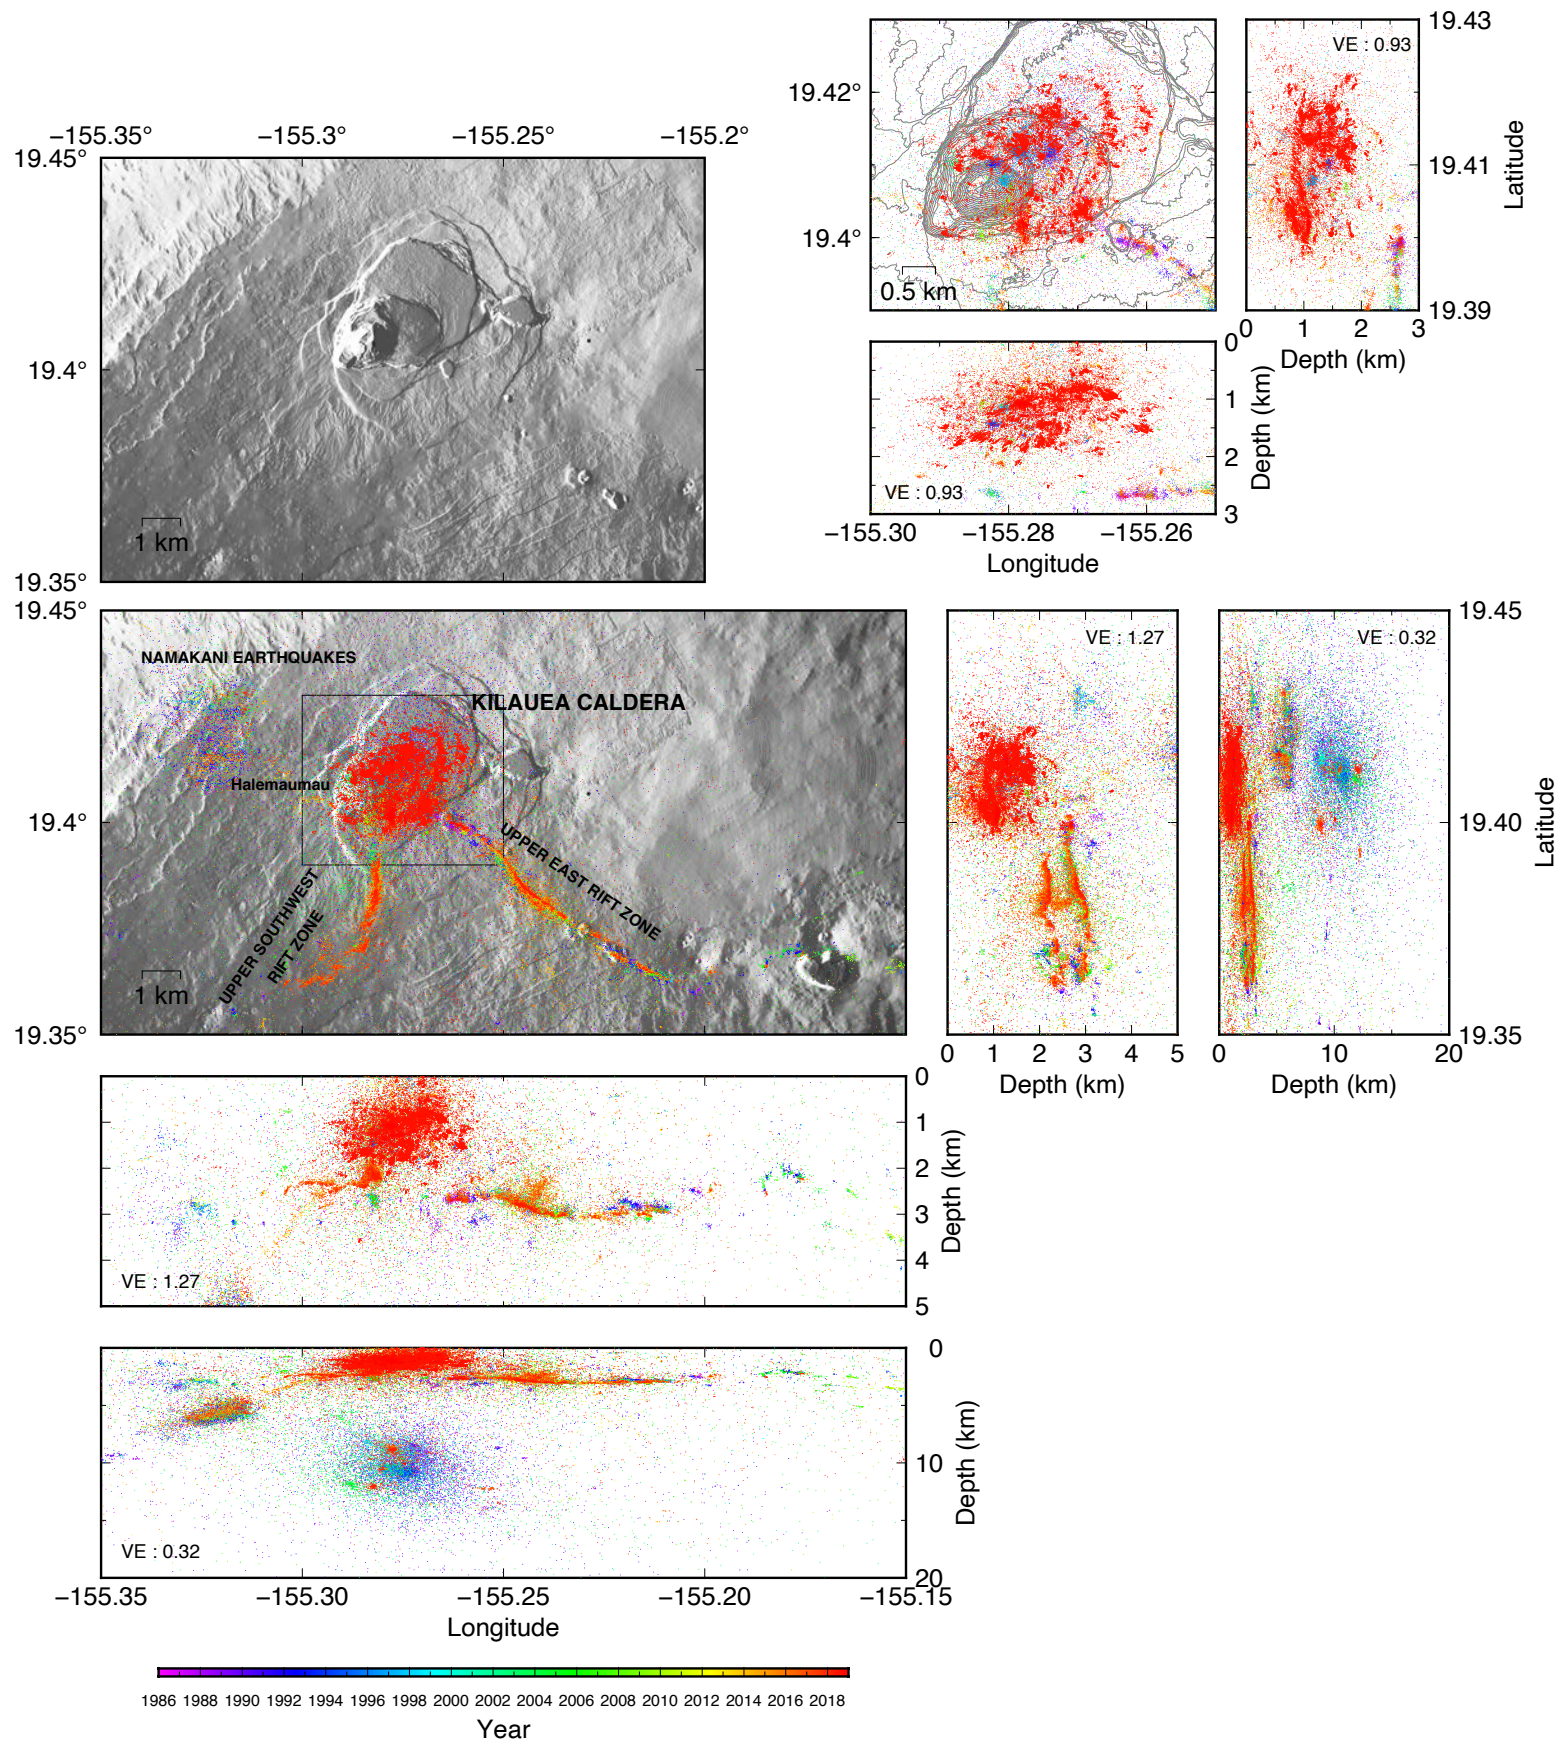 −155.35° −155.3° −155.25° −155.2°
19.45°
19.4°
19.35°
1 km
19.42°
19.4°
0.5 km
VE : 0.93
19.43
19.41
19.39
Latitude
0 1 2 3
Depth (km)
0
1
2
3
Depth (km)
VE : 0.93
−155.30 −155.28 −155.26
Longitude
19.45°
19.4°
19.35°
NAMAKANI EARTHQUAKES
KILAUEA CALDERA
Halemaumau
UPPER EAST RIFT ZONE
UPPER SOUTHWEST
RIFT ZONE
1 km
VE : 1.27
0 1 2 3 4 5
Depth (km)
VE : 0.32
19.45
19.40
19.35
Latitude
0 10 20
Depth (km)
0
1
2
3
4
5
Depth (km)
VE : 1.27
0
10
20
Depth (km)
VE : 0.32
−155.35 −155.30 −155.25 −155.20 −155.15
Longitude
1986 1988 1990 1992 1994 1996 1998 2000 2002 2004 2006 2008 2010 2012 2014 2016 2018
Year